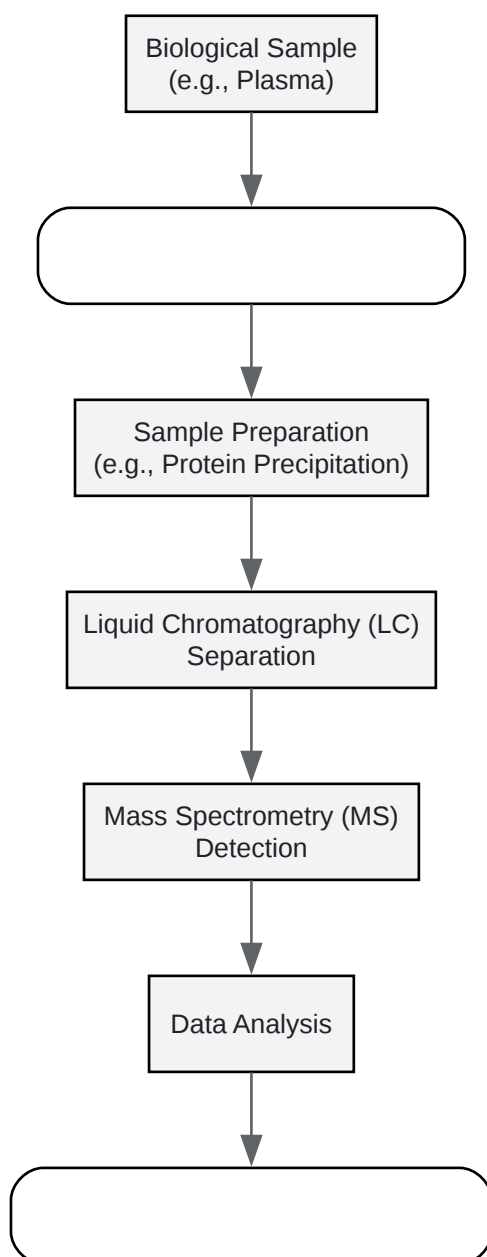 Biological Sample
(e.g., Plasma)
Sample Preparation
(e.g., Protein Precipitation)
Liquid Chromatography (LC)
Separation
Mass Spectrometry (MS)
Detection
Data Analysis